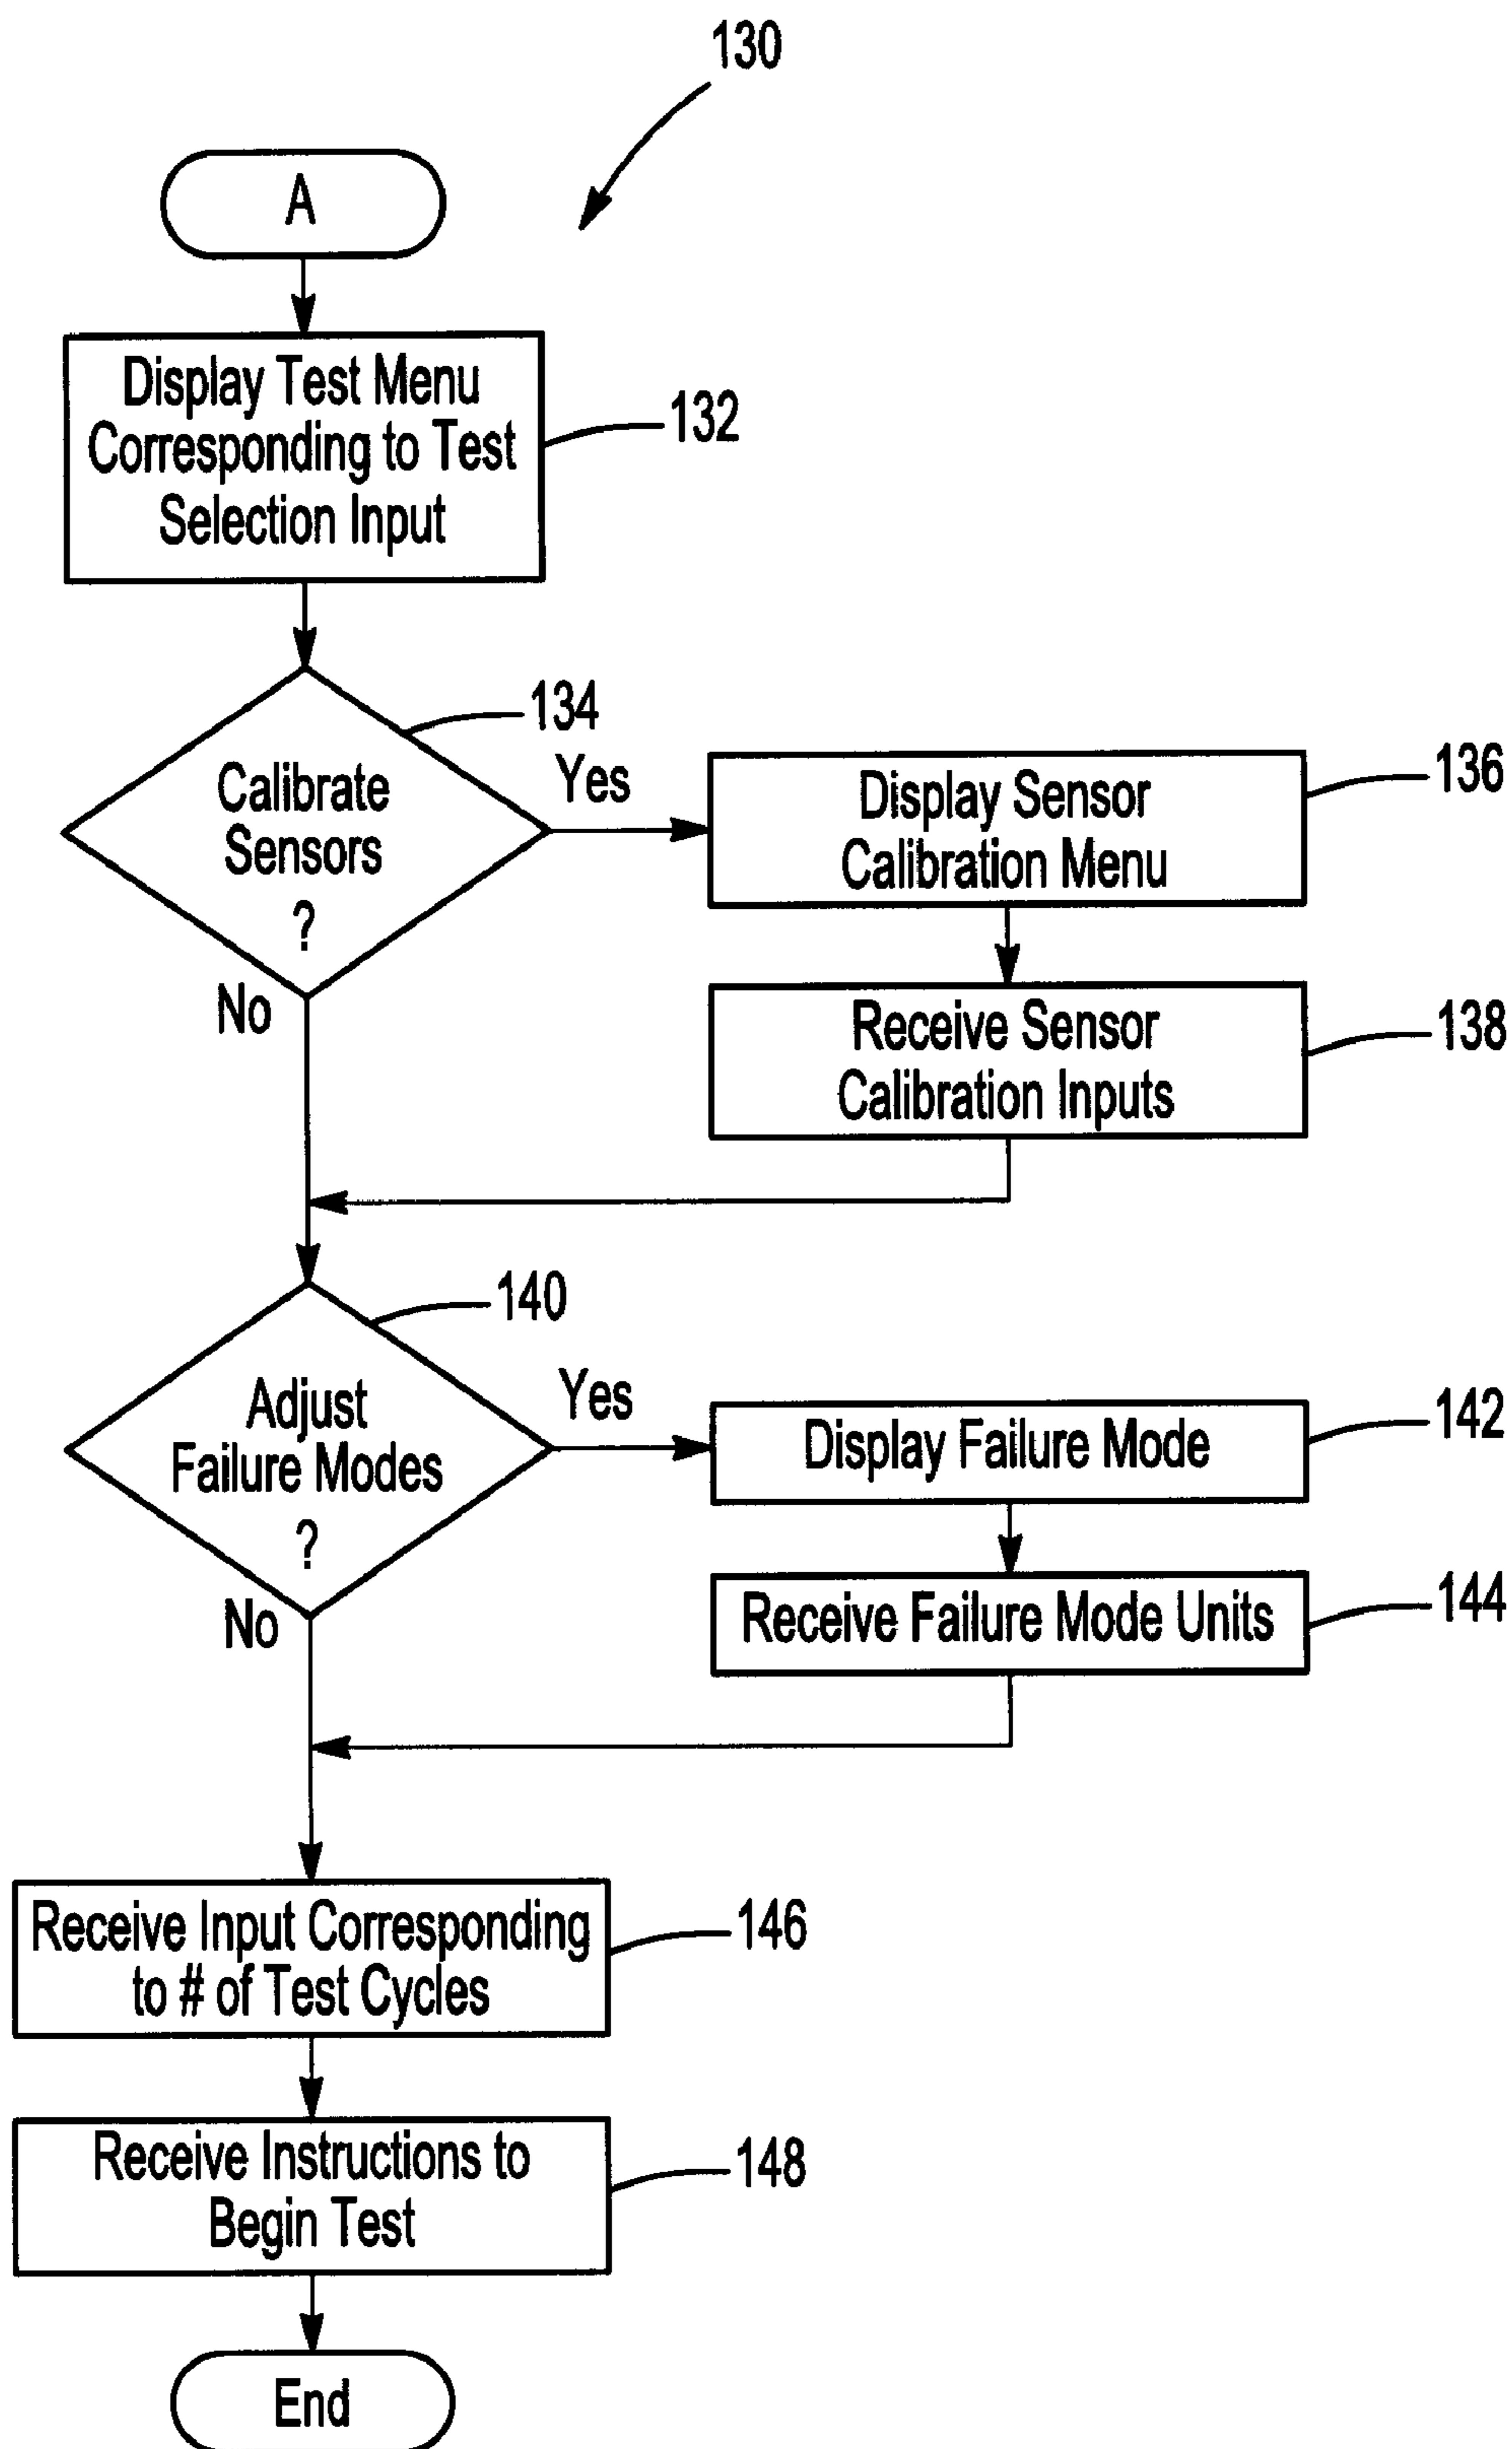 130
A
Display Test Menu
Corresponding to Test
Selection Input
132
134
Calibrate
Sensors
?
Yes
No
Display Sensor
Calibration Menu
136
Receive Sensor
Calibration Inputs
138
140
Adjust
Failure Modes
?
Yes
No
Display Failure Mode
142
Receive Failure Mode Units
144
Receive Input Corresponding
to # of Test Cycles
146
Receive Instructions to
Begin Test
148
End